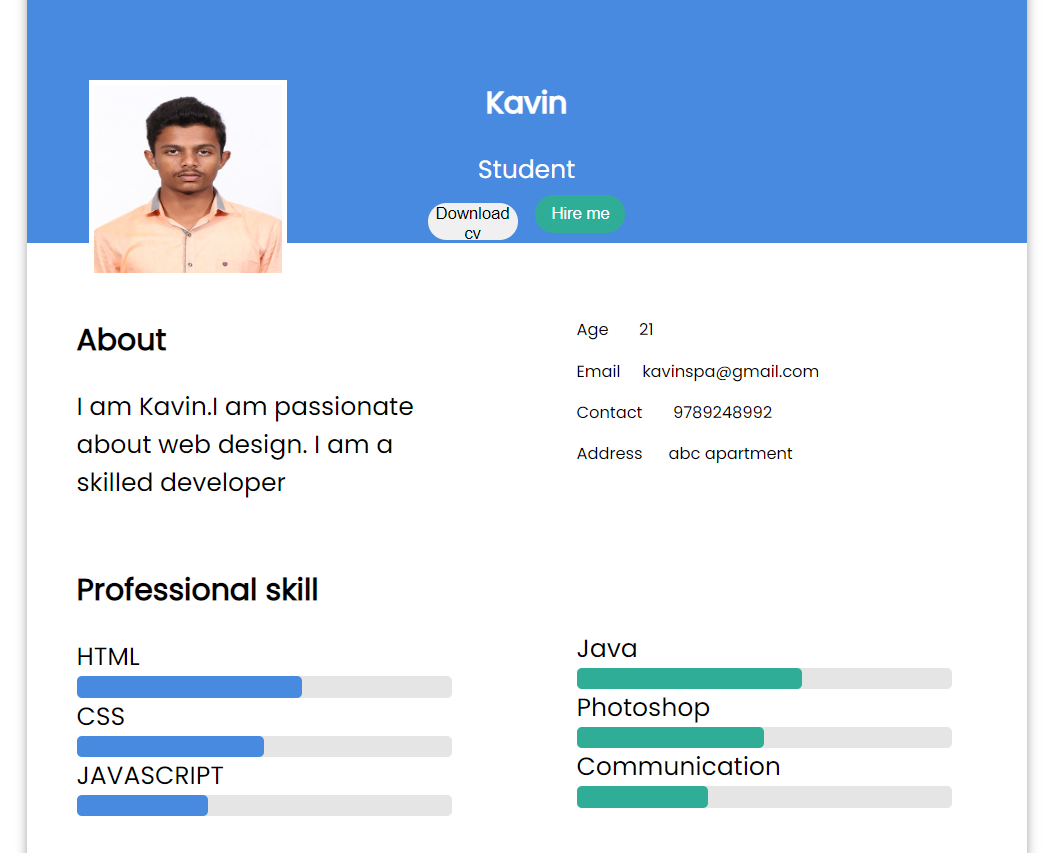 Kavin
Student
Download
cv
Hire me
About
I am Kavin.I am passionate
about web design. I am a
skilled developer
Age 21
Email kavinspa@gmail.com
Contact 9789248992
Address abc apartment
Professional skill
HTML
CSS
JAVASCRIPT
Java
Photoshop
Communication